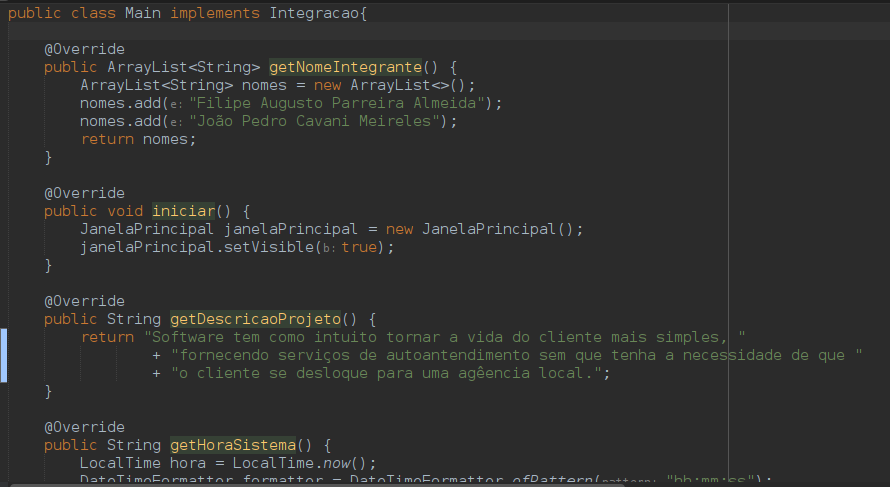 public class Main implements Integracao{
@Override
public ArrayList<String> getNomeIntegrante() {
ArrayList<String> nomes = new ArrayList<>();
nomes.add(e: "Filipe Augusto Parreira Almeida");
nomes.add(e: "João Pedro Cavani Meireles");
return nomes;
}
@Override
public void iniciar() {
JanelaPrincipal janelaPrincipal = new JanelaPrincipal();
janelaPrincipal.setVisible(b: true);
}
@Override
public String getDescricaoProjeto() {
return "Software tem como intuito tornar a vida do cliente mais simples, "
+ "fornecendo serviços de autoantendimento sem que tenha a necessidade de que "
+ "o cliente se desloque para uma agêencia local.";
}
@Override
public String getHoraSistema() {
LocalTime hora = LocalTime.now();
DateTimeFormatter formatter = DateTimeFormatter.ofPattern(pattern: "hh:mm:ss");